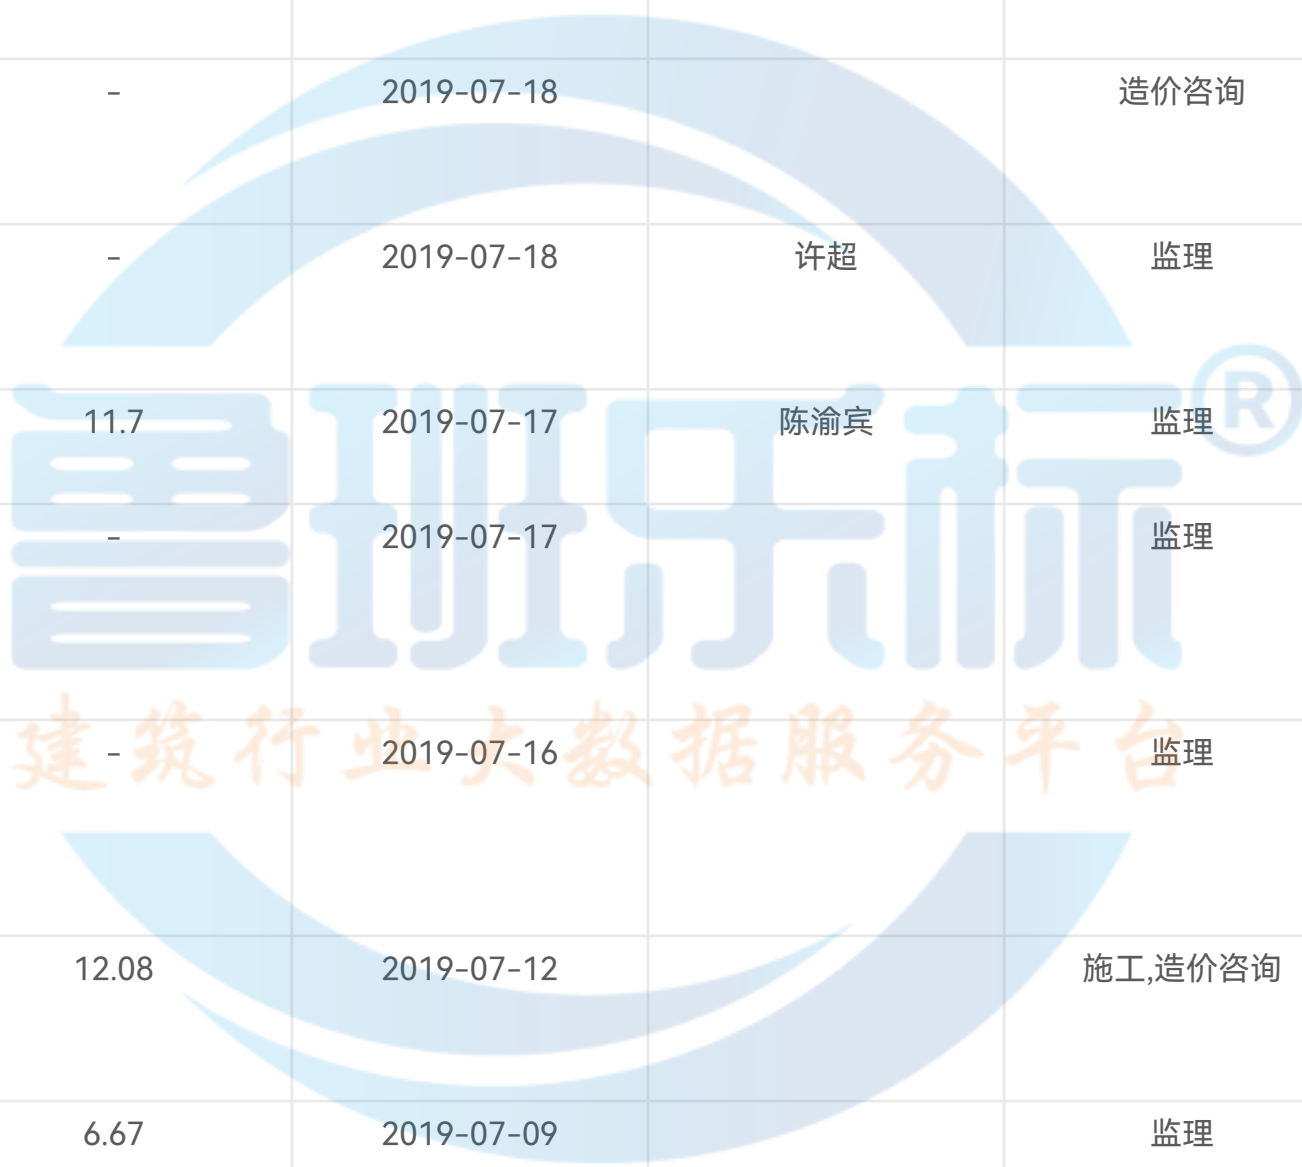 - 2019-07-18 造价咨询
- 2019-07-18 许超 监理
11.7 2019-07-17 陈渝宾 监理
- 2019-07-17 监理
- 2019-07-16 监理
12.08 2019-07-12 施工,造价咨询
6.67 2019-07-09 监理
鲁班乐标®
建筑行业大数据服务平台